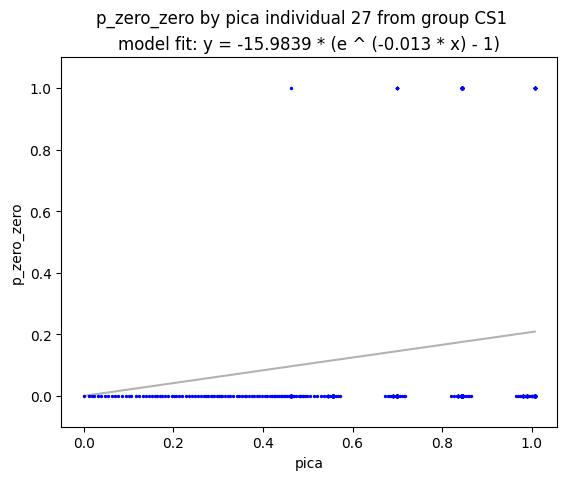 p_zero_zero by pica individual 27 from group CS1
model fit: y = -15.9839 * (e ^ (-0.013 * x) - 1)
1.0
0.8
0.6
0.4
0.2
0.0
p_zero_zero
0.0 0.2 0.4 0.6 0.8 1.0
pica